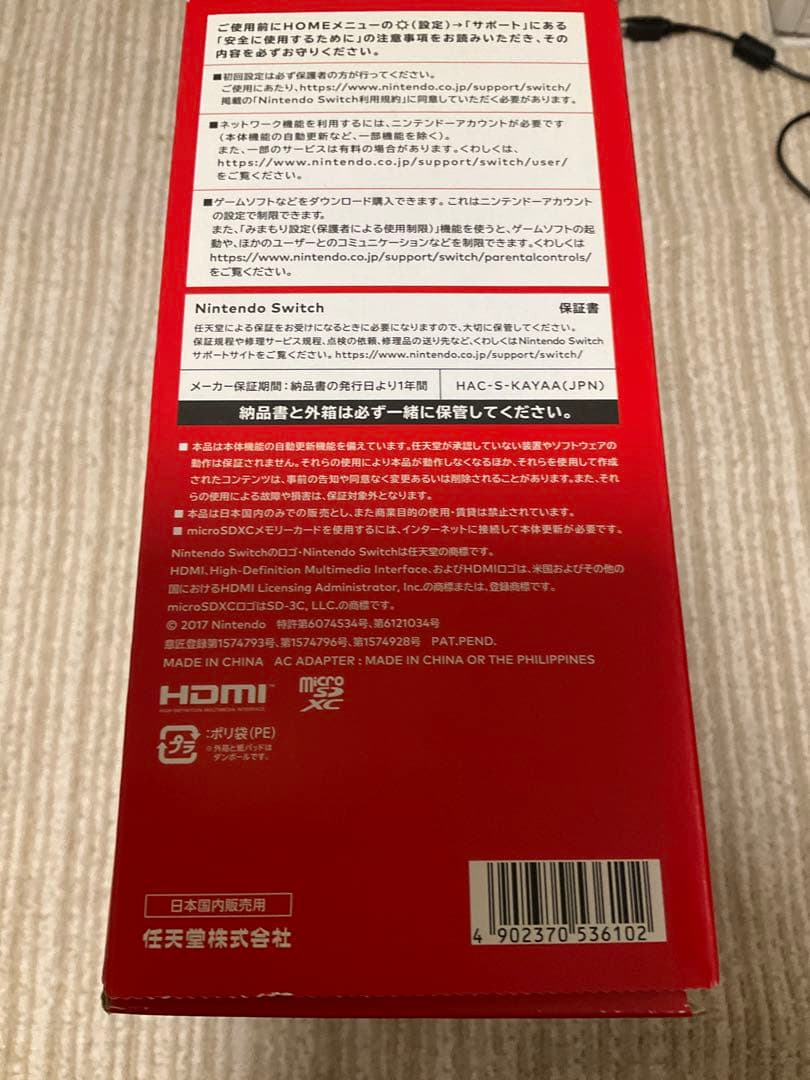 ご使用前にHOMEメニューの(設定)→「サポート」にある
「安全に使用するために」の注意事項をお読みいただき、その
内容を必ずお守りください。
■初回設定は必ず保護者の方が行ってください。
ご使用にあたり、https://www.nintendo.co.jp/support/switch/
掲載の「Nintendo Switch利用規約」に同意していただく必要があります。
■ネットワーク機能を利用するには、ニンテンドーアカウントが必要です
(本体機能の自動更新など、一部機能を除く)。
また、一部のサービスは有料の場合があります。くわしくは、
https://www.nintendo.co.jp/support/switch/user/
をご覧ください。
■ゲームソフトなどをダウンロード購入できます。これはニンテンドーアカウント
の設定で制限できます。
また、「みまもり設定(保護者による使用制限)」機能を使うと、ゲームソフトの起
動や、ほかのユーザーとのコミュニケーションなどを制限できます。くわしくは
https://www.nintendo.co.jp/support/switch/parentalcontrols/
をご覧ください。
Nintendo Switch 保証書
任天堂による保証をお受けになるときに必要になりますので、大切に保管してください。
保証規程や修理サービス規程、点検の依頼、修理品の送り先など、くわしくはNintendo Switch
サポートサイトをご覧ください。https://www.nintendo.co.jp/support/switch/
メーカー保証期間:納品書の発行日より1年間 HAC-S-KAYAA(JPN)
納品書と外箱は必ず一緒に保管してください。
■ 本品は本体機能の自動更新機能を備えています。任天堂が承認していない装置やソフトウェアの
動作は保証されません。それらの使用により本品が動作しなくなるほか、それらを使用して作成
されたコンテンツは、事前の告知や同意なく変更あるいは削除されることがあります。また、それ
らの使用による故障や損害は、保証対象外となります。
■ 本品は日本国内のみでの販売とし、また商業目的の使用・賃貸は禁止されています。
■ microSDXCメモリーカードを使用するには、インターネットに接続して本体更新が必要です。
Nintendo Switchのロゴ・Nintendo Switchは任天堂の商標です。
HDMI、High-Definition Multimedia Interface、およびHDMIロゴは、米国およびその他の
国におけるHDMI Licensing Administrator, Inc.の商標または、登録商標です。
microSDXCロゴはSD-3C, LLC.の商標です。
© 2017 Nintendo 特許第6074534号、第6121034号
意匠登録第1574793号、第1574796号、第1574928号 PAT.PEND.
MADE IN CHINA AC ADAPTER : MADE IN CHINA OR THE PHILIPPINES
HDMI™ micro SD XC
HIGH-DEFINITION MULTIMEDIA INTERFACE
プラ :ポリ袋(PE)
※外箱と紙パッドは
ダンボールです。
日本国内販売用
任天堂株式会社
4 902370 536102